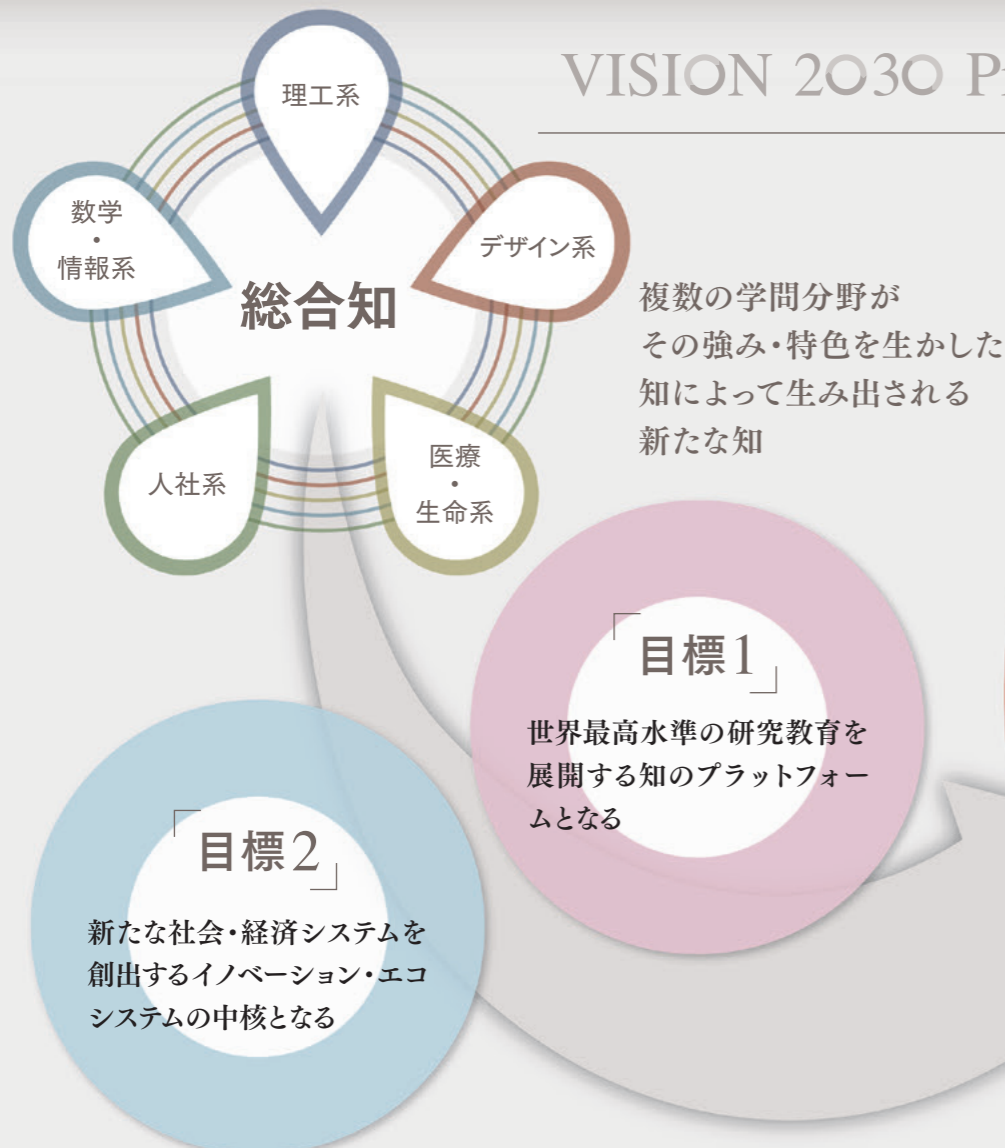 VISION 2030
理工系
数学
・
情報系
デザイン系
総合知
人社系
医療
・
生命系
複数の学問分野が
その強み・特色を生かした
知によって生み出される
新たな知
「目標1」
世界最高水準の研究教育を
展開する知のプラットフォー
ムとなる
「目標2」
新たな社会・経済システムを
創出するイノベーション・エコ
システムの中核となる